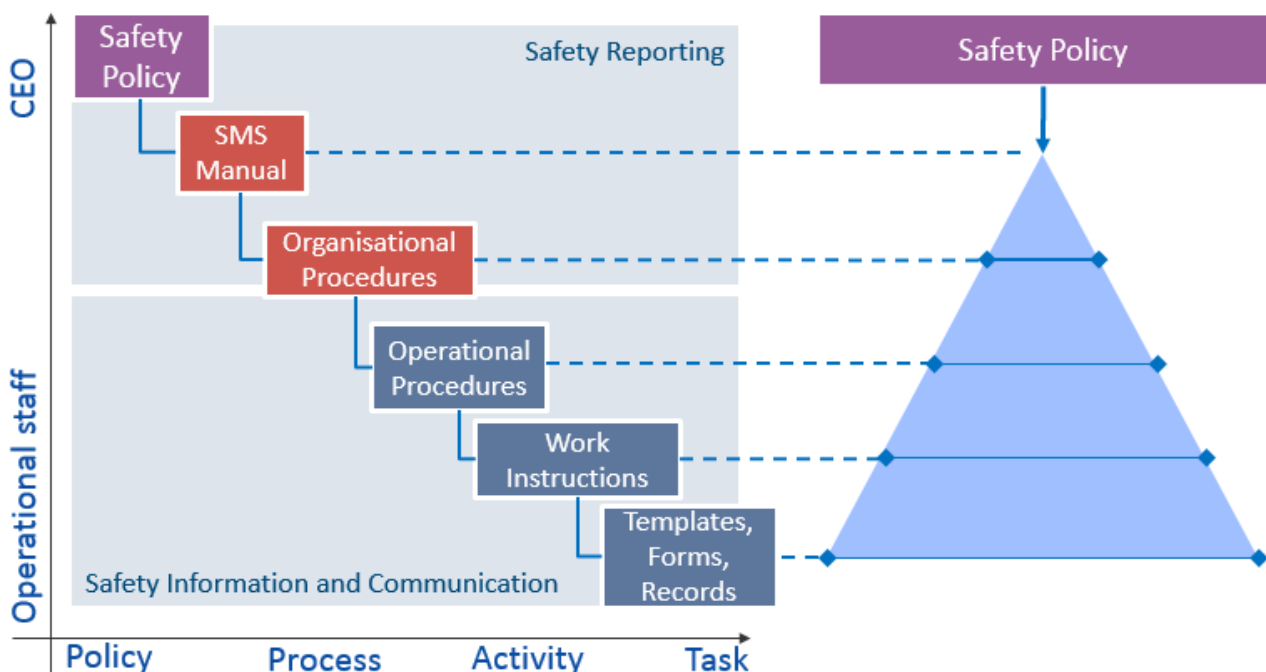 Safety
Policy
Safety Reporting
Safety Policy
CEO
SMS
Manual
Organisational
Procedures
Operational
Procedures
Operational staff
Work
Instructions
Templates,
Forms,
Records
Safety Information and Communication
Policy
Process
Activity
Task